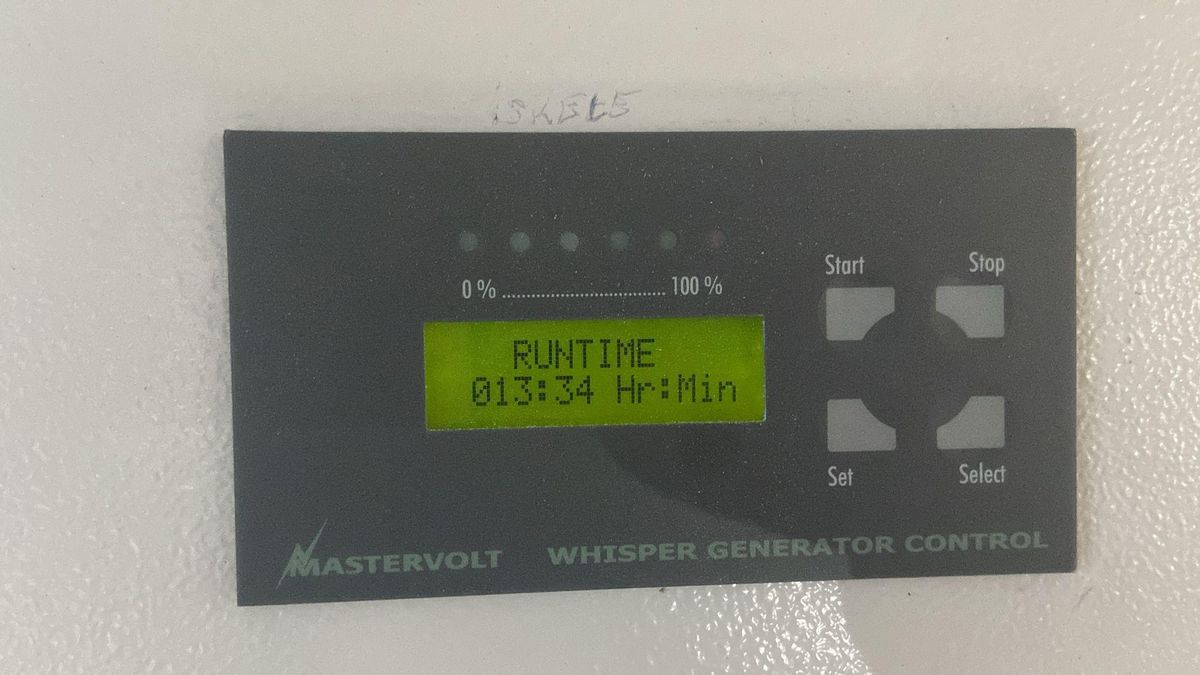 İSKELE
0 % ........................ 100 %
Start
Stop
RUNTIME
013:34 Hr:Min
Set
Select
MASTERVOLT
WHISPER GENERATOR CONTROL